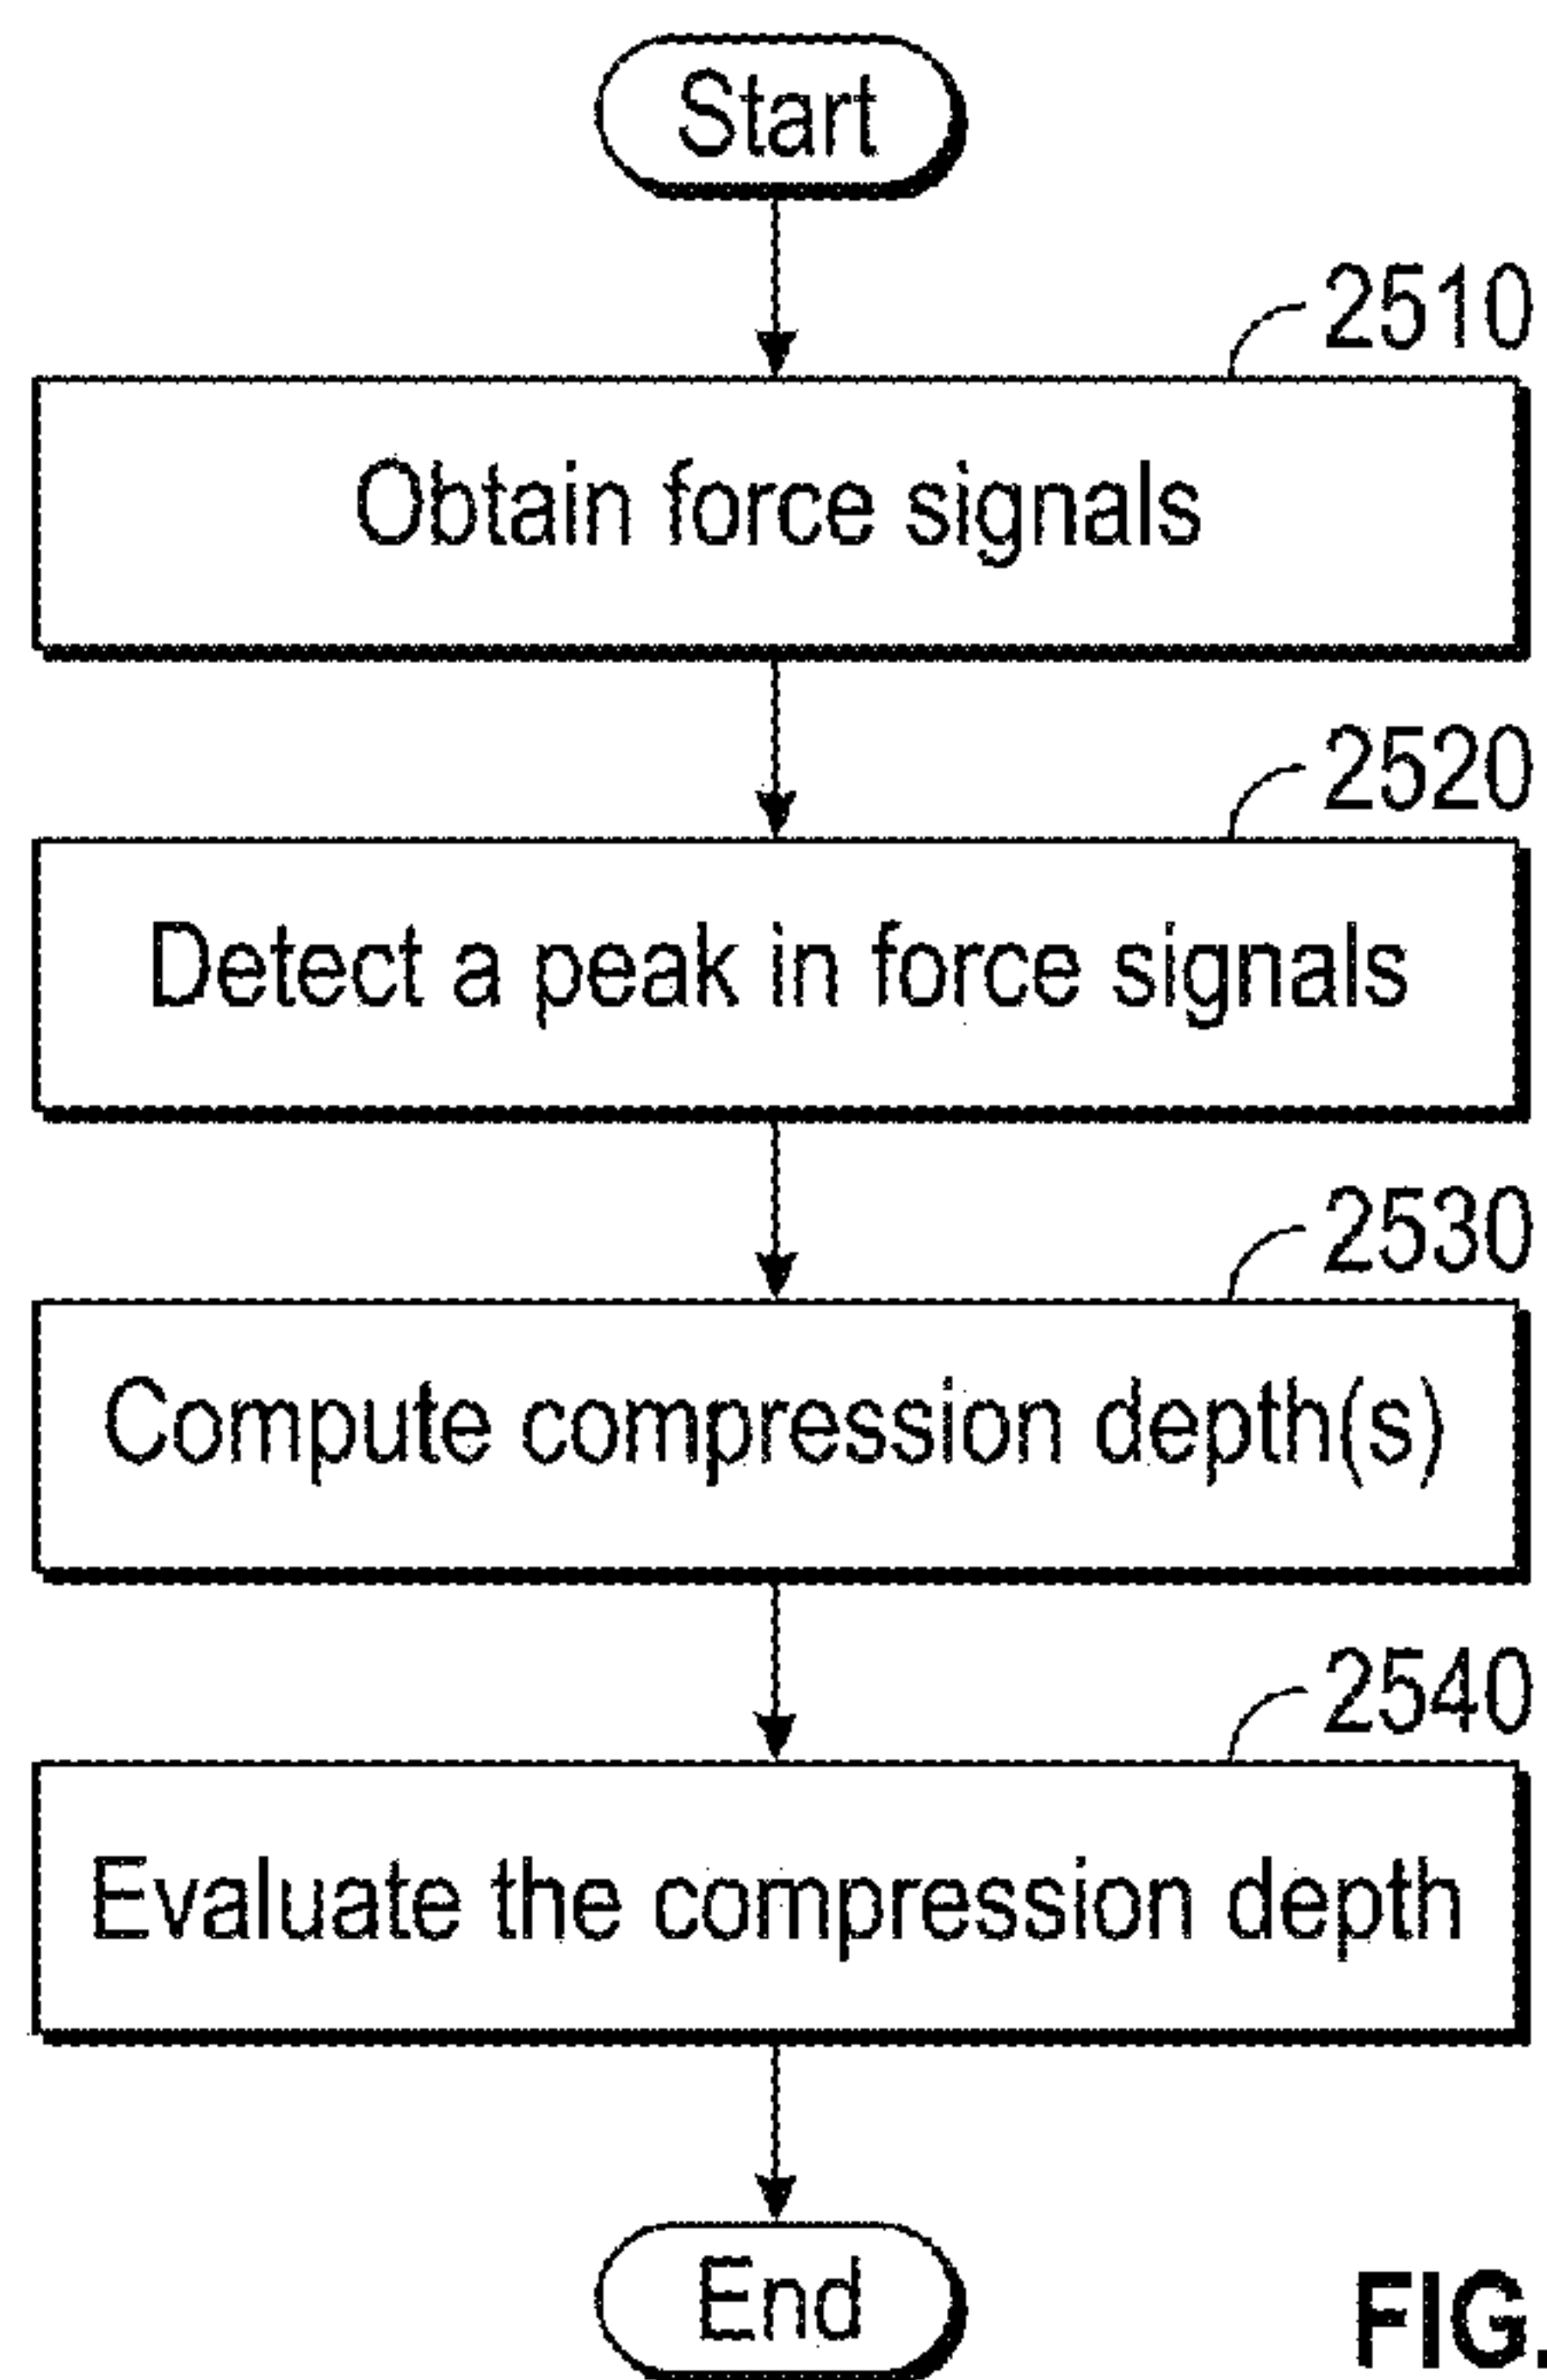 Start
2510
Obtain force signals
2520
Detect a peak in force signals
2530
Compute compression depth(s)
2540
Evaluate the compression depth
End
FIG.